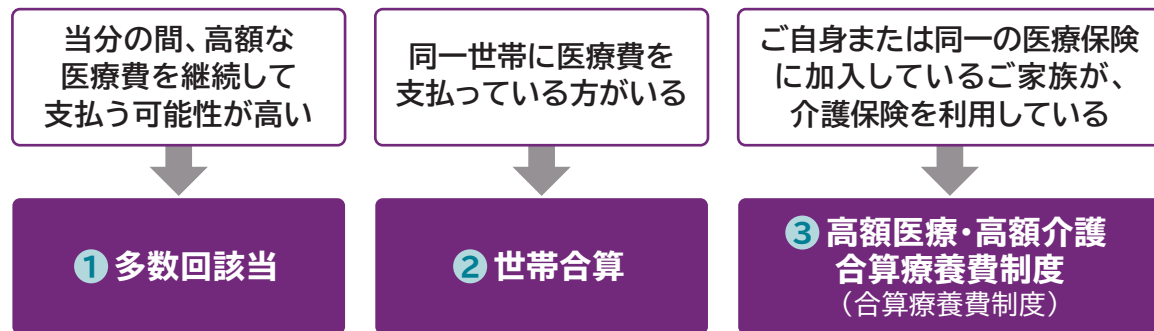 当分の間、高額な
医療費を継続して
支払う可能性が高い
同一世帯に医療費を
支払っている方がいる
ご自身または同一の医療保険
に加入しているご家族が、
介護保険を利用している
❶多数回該当
❷世帯合算
❸高額医療・高額介護
合算療養費制度
（合算療養費制度）